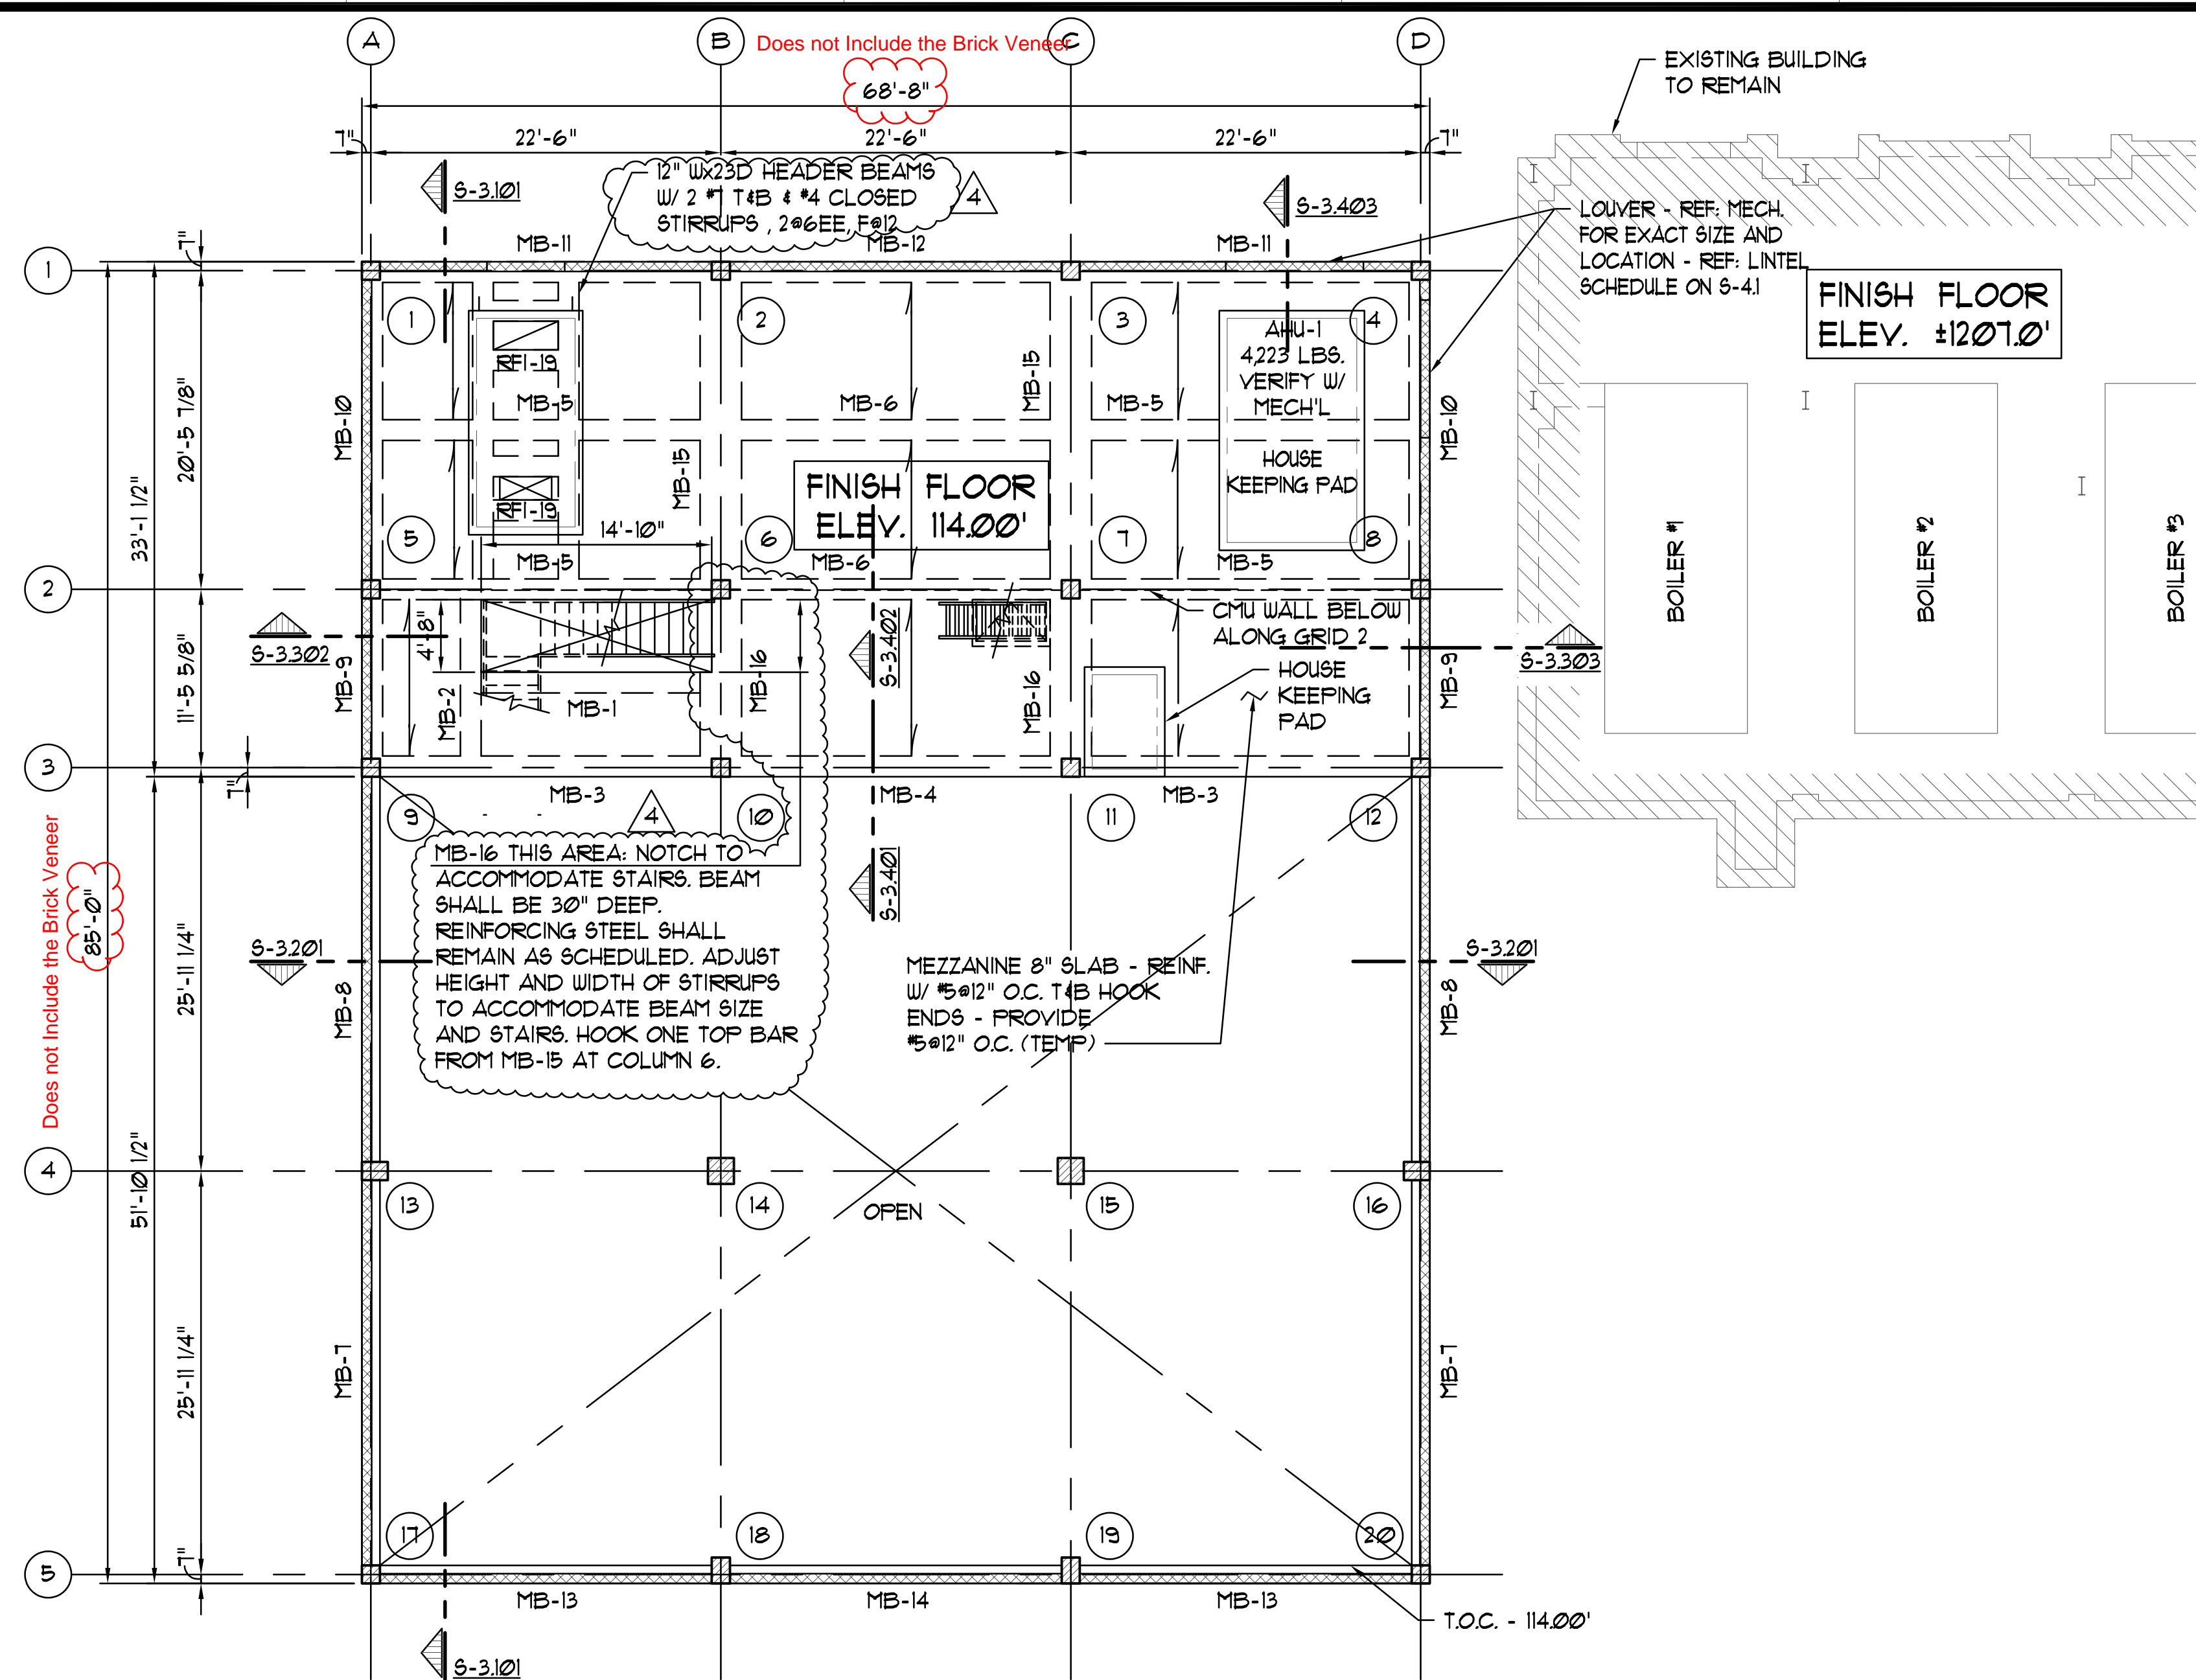 A
B
C
D
Does not Include the Brick Veneer
68'-8"
7"
22'-6"
22'-6"
22'-6"
7"
EXISTING BUILDING
TO REMAIN
12" Wx23D HEADER BEAMS
W/ 2 #7 T&B & #4 CLOSED
STIRRUPS , 2@6EE, F@12
4
S-3.101
S-3.403
LOUVER - REF: MECH.
FOR EXACT SIZE AND
LOCATION - REF: LINTEL
SCHEDULE ON S-4.1
FINISH FLOOR
ELEV. ±1207.0'
MB-11
MB-12
MB-11
1
7"
1
2
3
4
RFI-19
AHU-1
4,223 LBS.
VERIFY W/
MECH'L
HOUSE
KEEPING PAD
MB-10
MB-5
MB-6
MB-15
MB-5
MB-10
20'-5 7/8"
33'-1 1/2"
MB-15
FINISH FLOOR
ELEV. 114.00'
RFI-19
14'-10"
5
6
7
8
MB-5
MB-6
MB-5
BOILER #1
BOILER #2
BOILER #3
2
CMU WALL BELOW
ALONG GRID 2
4'-8"
S-3.302
S-3.402
S-3.303
11'-5 5/8"
MB-9
MB-2
MB-1
MB-16
MB-16
HOUSE
KEEPING
PAD
MB-9
3
7"
MB-3
MB-4
MB-3
9
4
10
11
12
Does not Include the Brick Veneer
85'-0"
MB-16 THIS AREA: NOTCH TO
ACCOMMODATE STAIRS. BEAM
SHALL BE 30" DEEP.
REINFORCING STEEL SHALL
REMAIN AS SCHEDULED. ADJUST
HEIGHT AND WIDTH OF STIRRUPS
TO ACCOMMODATE BEAM SIZE
AND STAIRS. HOOK ONE TOP BAR
FROM MB-15 AT COLUMN 6.
S-3.401
S-3.201
S-3.201
MEZZANINE 8" SLAB - REINF.
W/ #5@12" O.C. T&B HOOK
ENDS - PROVIDE
#5@12" O.C. (TEMP)
25'-11 1/4"
MB-8
MB-8
51'-10 1/2"
4
13
14
OPEN
15
16
25'-11 1/4"
MB-7
MB-7
17
18
19
20
5
7"
MB-13
MB-14
MB-13
T.O.C. - 114.00'
S-3.101